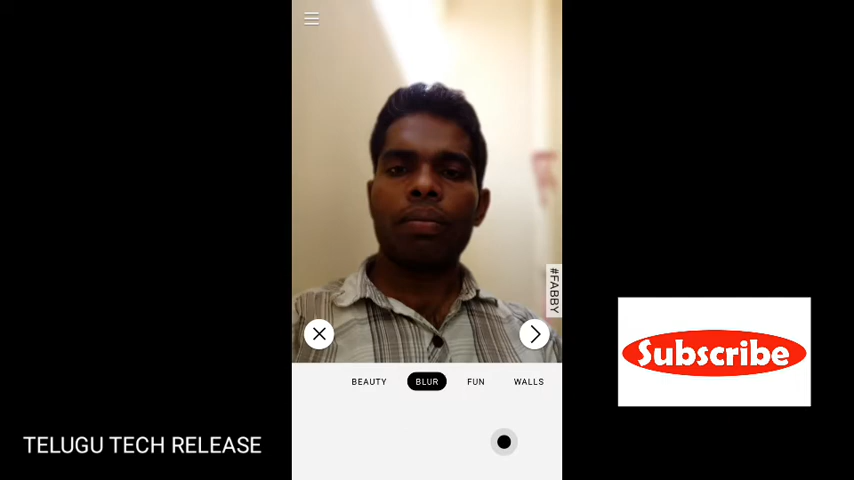 #FABBY
BEAUTY
BLUR
FUN
WALLS
Subscribe
TELUGU TECH RELEASE